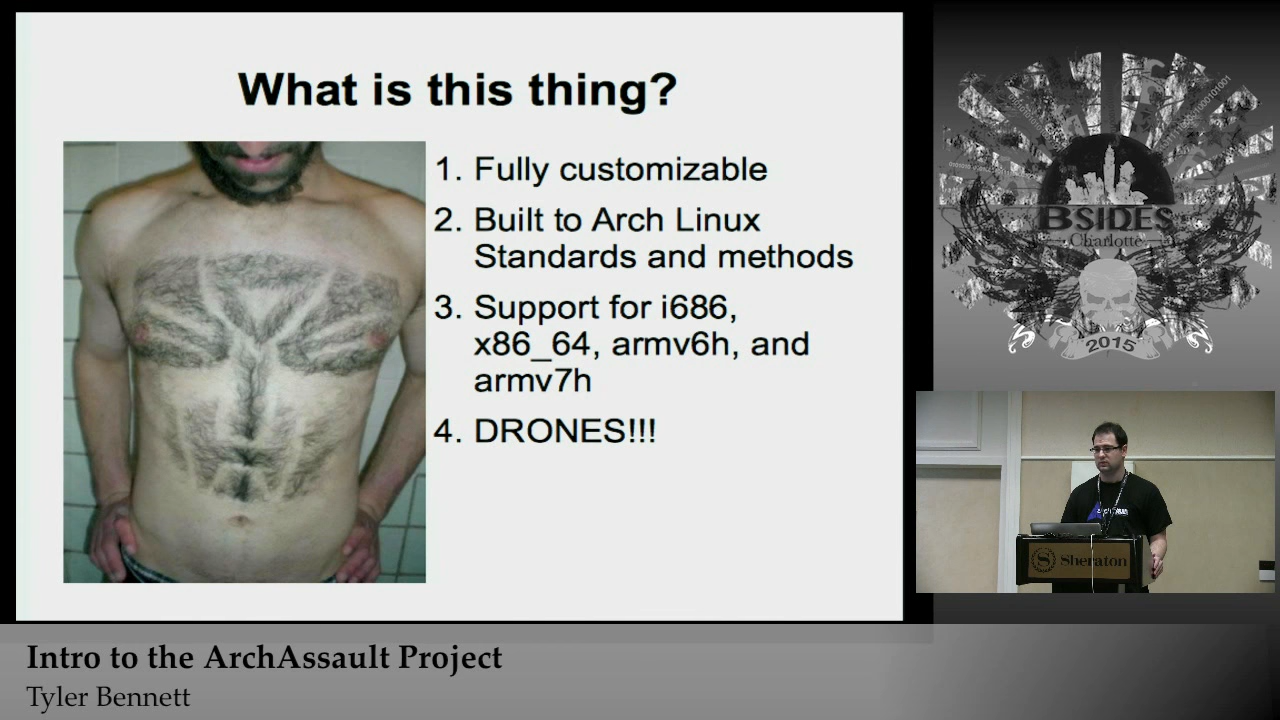 What is this thing?
1. Fully customizable
2. Built to Arch Linux
Standards and methods
3. Support for i686,
x86_64, armv6h, and
armv7h
4. DRONES!!!
BSIDES
Charlotte
2015
Sheraton
Intro to the ArchAssault Project
Tyler Bennett